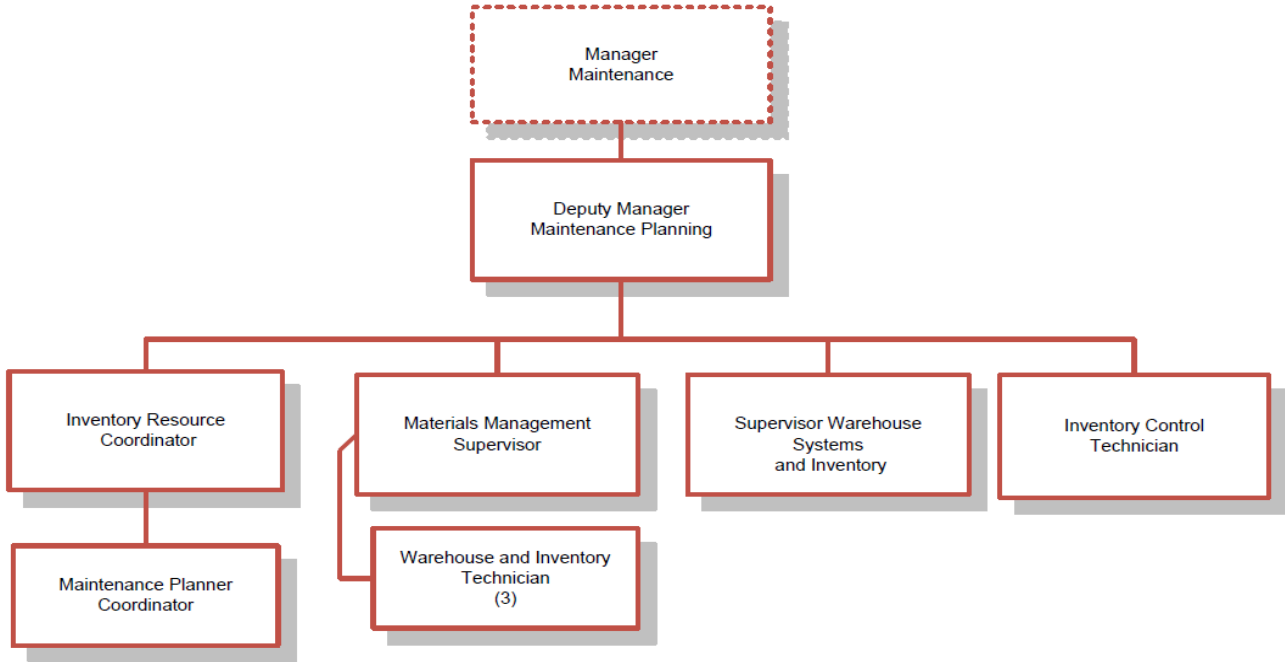 Manager
Maintenance
Deputy Manager
Maintenance Planning
Inventory Resource
Coordinator
Materials Management
Supervisor
Supervisor Warehouse
Systems
and Inventory
Inventory Control
Technician
Maintenance Planner
Coordinator
Warehouse and Inventory
Technician
(3)